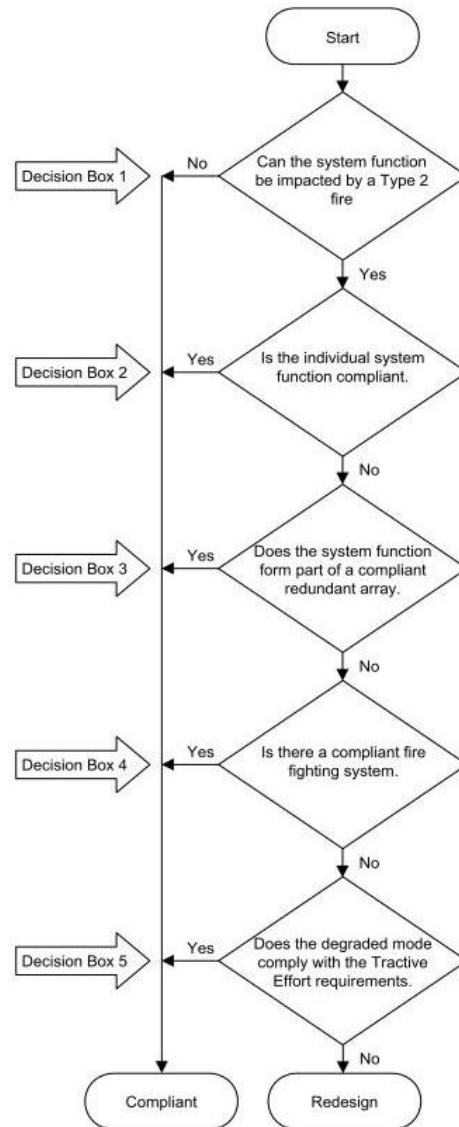 Start
Decision Box 1
No
Can the system function
be impacted by a Type 2
fire
Yes
Decision Box 2
Yes
Is the individual system
function compliant.
No
Decision Box 3
Yes
Does the system function
form part of a compliant
redundant array.
No
Decision Box 4
Yes
Is there a compliant fire
fighting system.
No
Decision Box 5
Yes
Does the degraded mode
comply with the Tractive
Effort requirements.
No
Compliant
Redesign